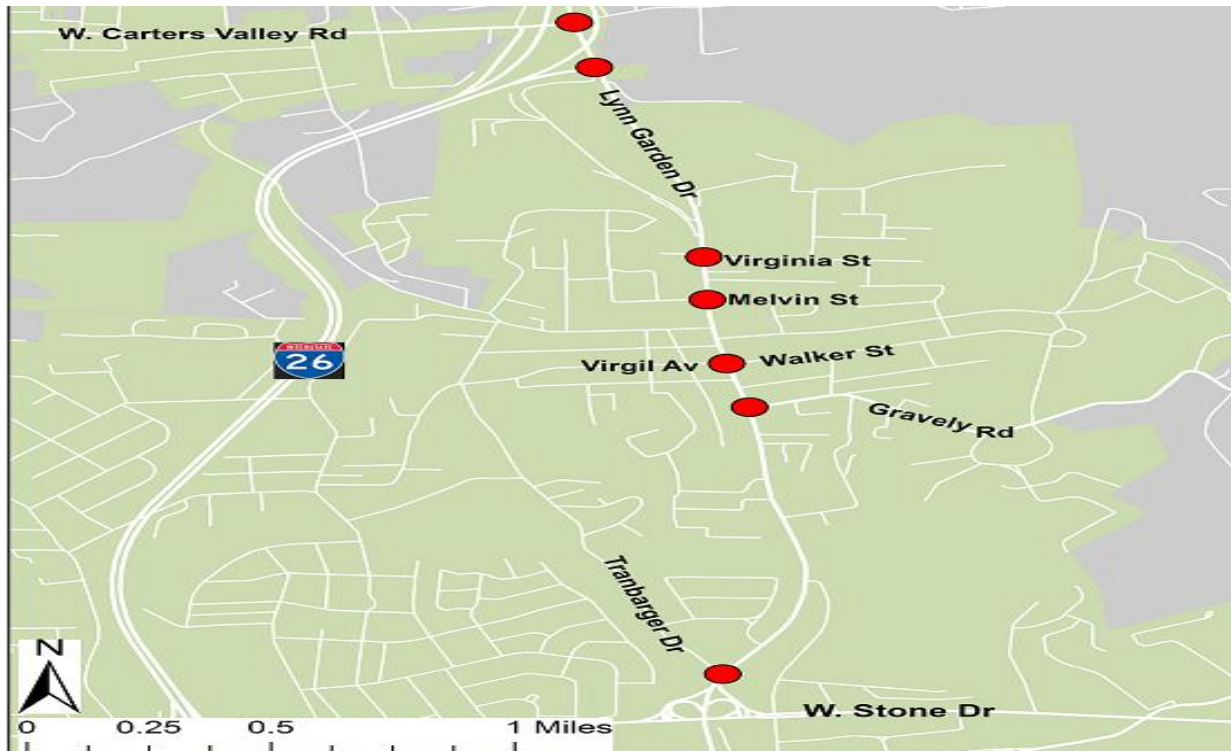 W. Carters Valley Rd
Lynn Garden Dr
Virginia St
Melvin St
26
Virgil Av
Walker St
Gravely Rd
Tranbarger Dr
N
W. Stone Dr
0 0.25 0.5 1 Miles